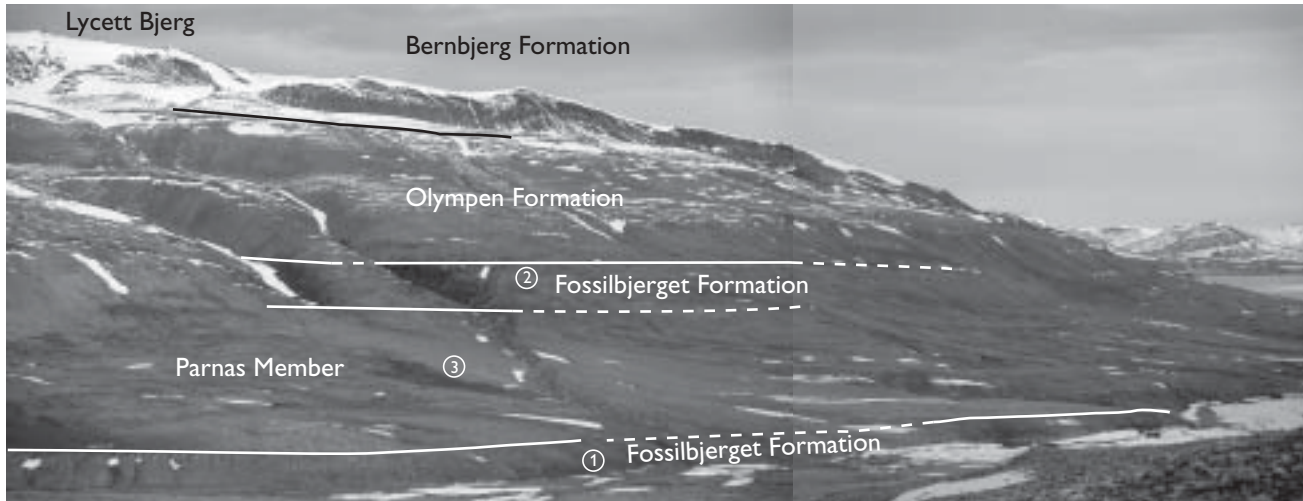 Lycett Bjerg
Bernbjerg Formation
Olympen Formation
② Fossilbjerget Formation
Parnas Member
③
① Fossilbjerget Formation